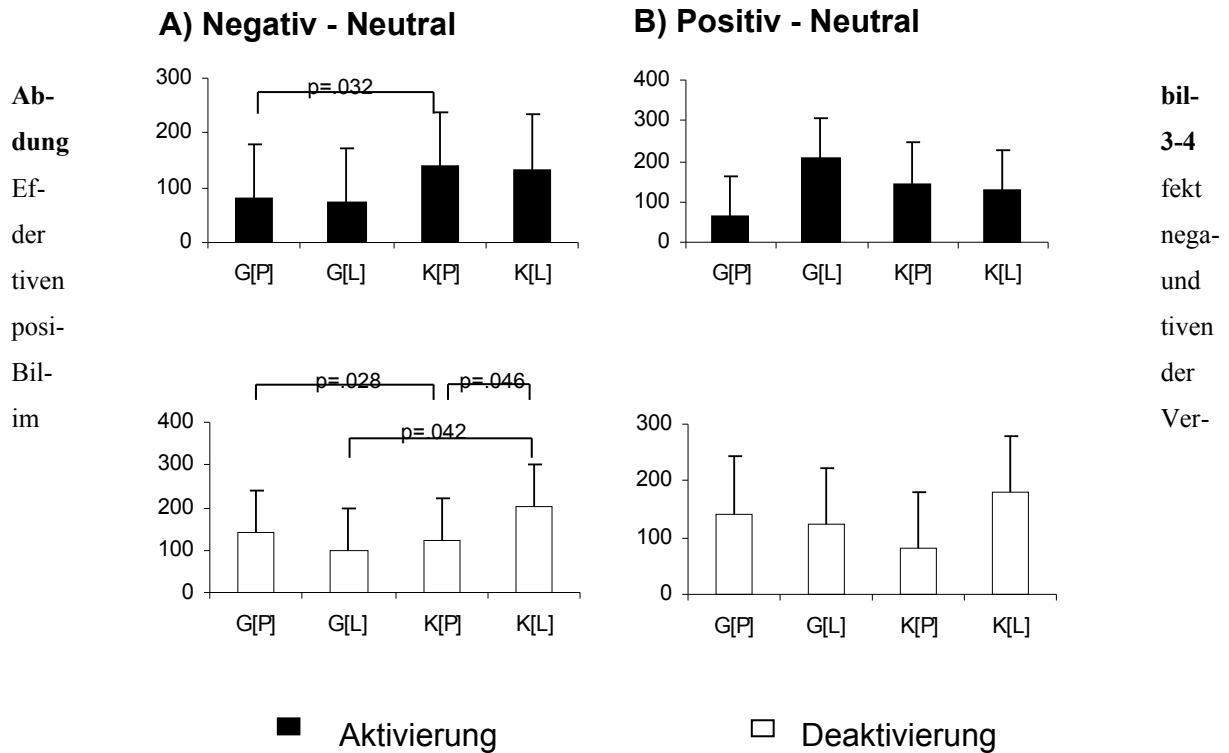 A) Negativ - Neutral
B) Positiv - Neutral
Ab-
bil-
dung
3-4
Ef-
fekt
der
nega-
tiven
und
posi-
tiven
Bil-
der
im
Ver-
300
200
100
0
p=.032
G[P] G[L] K[P] K[L]
400
300
200
100
0
G[P] G[L] K[P] K[L]
p=.028 p=.046
p=.042
400
300
200
100
0
G[P] G[L] K[P] K[L]
300
200
100
0
G[P] G[L] K[P] K[L]
Aktivierung
Deaktivierung